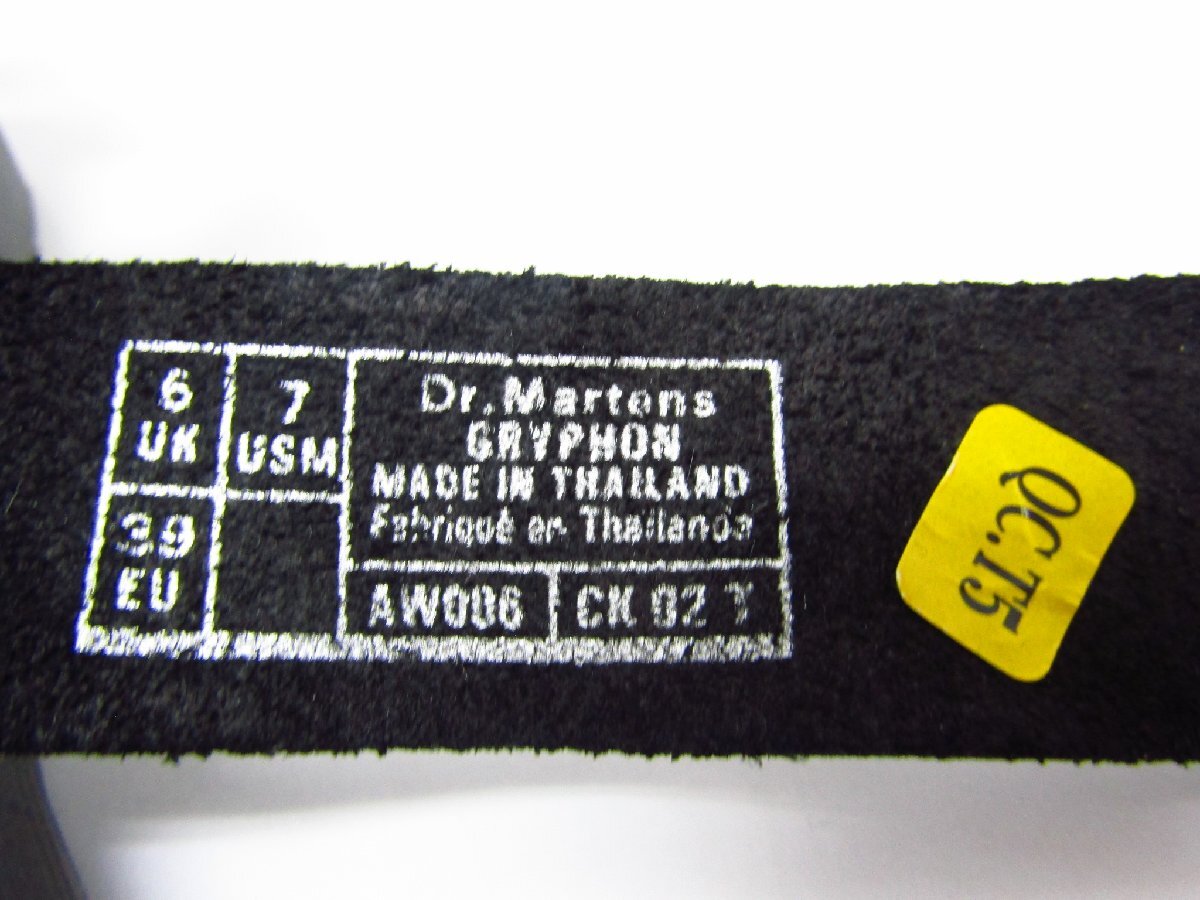 6
UK
7
USM
39
EU
Dr.Martens
GRYPHON
MADE IN THAILAND
Fabriqué en Thailande
AW006
CK 02 T
QC.T5